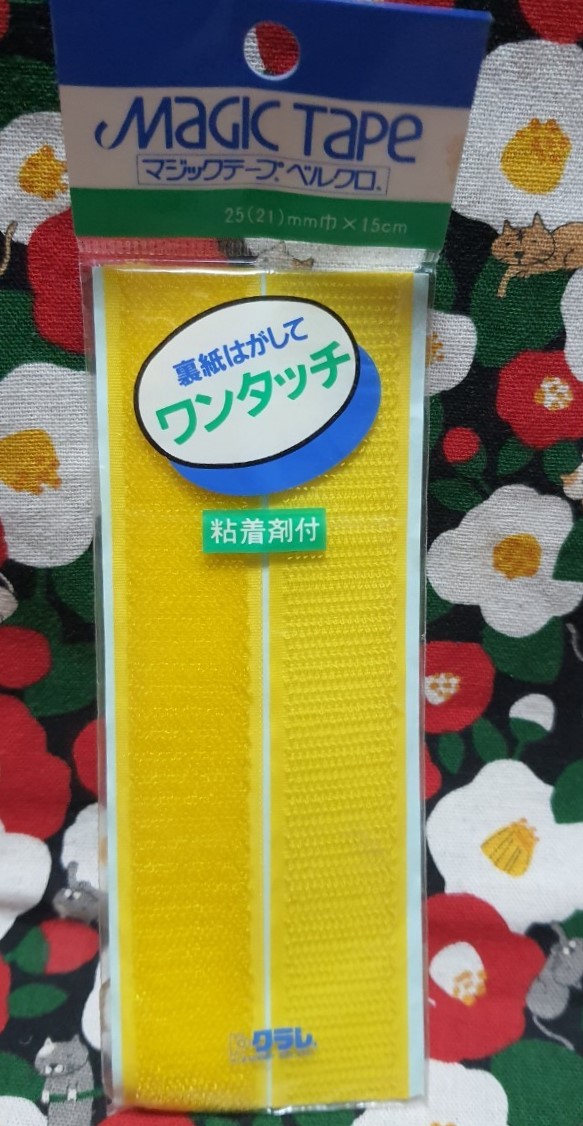 MAGIC TAPE
マジックテープ®ベルクロ®
25(21)mm巾×15cm
裏紙はがして
ワンタッチ
粘着剤付
クラレ